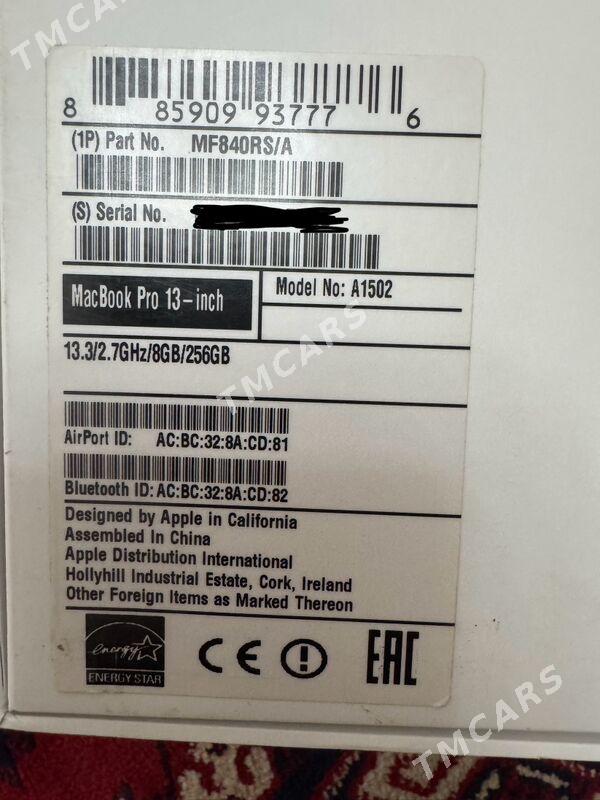 TMCARS
8 85909 93777 6
(1P) Part No. MF840RS/A
(S) Serial No.
MacBook Pro 13-inch
Model No: A1502
13.3/2.7GHz/8GB/256GB
TMCARS
AirPort ID: AC:BC:32:8A:CD:81
Bluetooth ID: AC:BC:32:8A:CD:82
Designed by Apple in California
Assembled In China
Apple Distribution International
Hollyhill Industrial Estate, Cork, Ireland
Other Foreign Items as Marked Thereon
energy
ENERGY STAR
CE
EAC
TMCARS